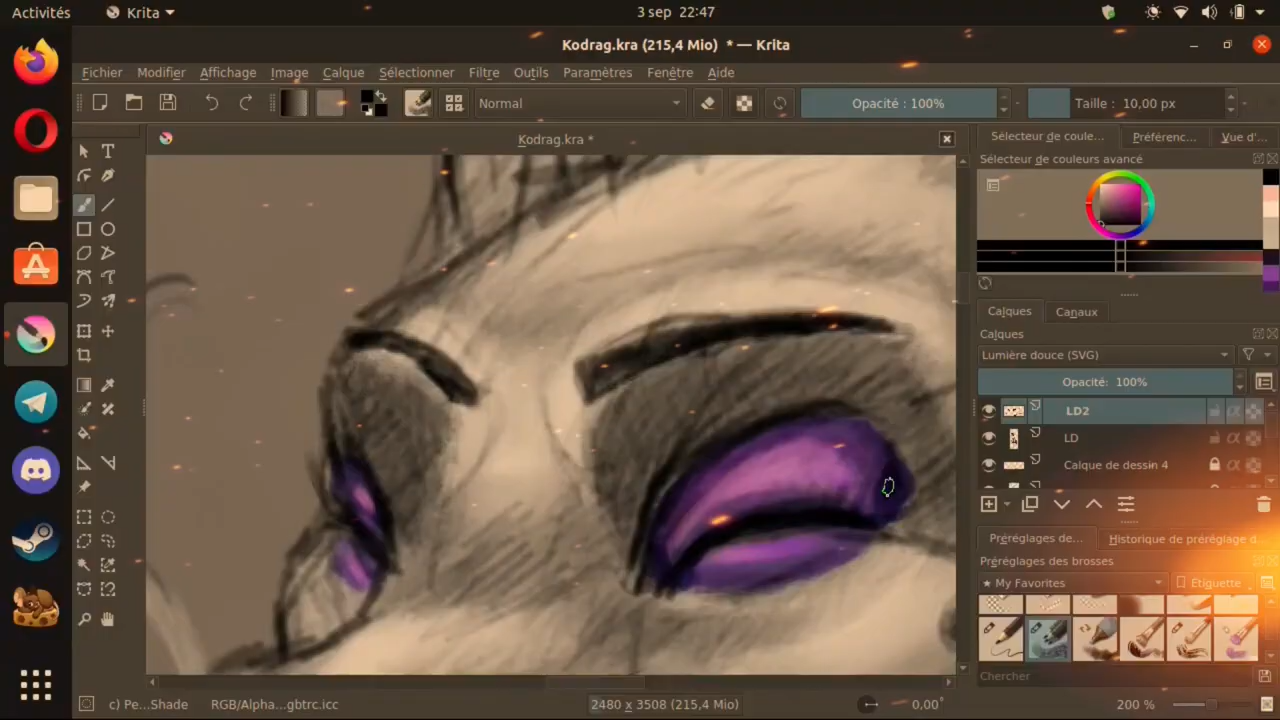 Activités
Krita
3 sep 22:47
Kodrag.kra (215,4 Mio) * — Krita
Fichier Modifier Affichage Image Calque Sélectionner Filtre Outils Paramètres Fenêtre Aide
Normal
Opacité : 100%
Taille : 10,00 px
Kodrag.kra *
Sélecteur de coule... Préférenc... Vue d'...
Sélecteur de couleurs avancé
Calques Canaux
Calques
Lumière douce (SVG)
Opacité: 100%
LD2
LD
Calque de dessin 4
Préréglages de... Historique de préréglage d
Préréglages des brosses
★ My Favorites
Étiquette
Chercher
c) Pe...Shade RGB/Alpha...gbtrc.icc 2480 x 3508 (215,4 Mio) 0,00° 200 %